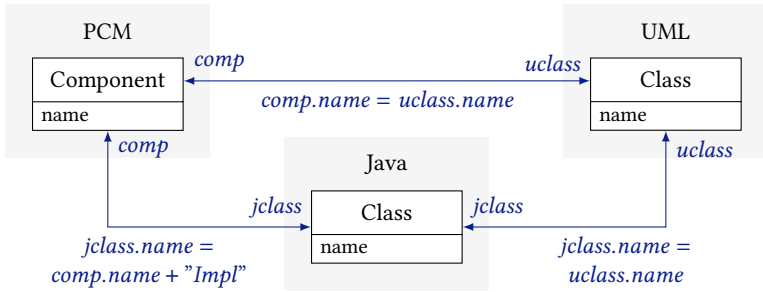 PCM
UML
comp
uclass
Component
Class
name
name
comp.name = uclass.name
comp
uclass
Java
jclass
jclass
Class
name
jclass.name =
comp.name + ”Impl”
jclass.name =
uclass.name